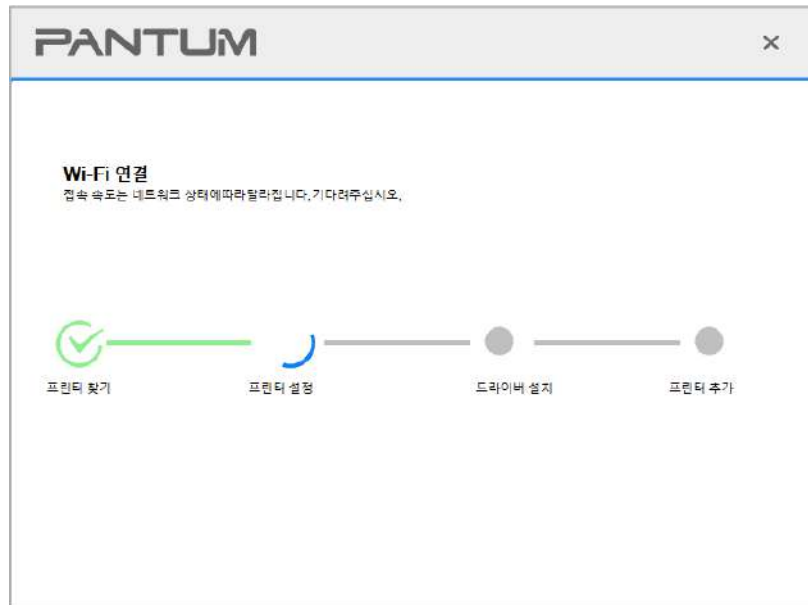 PANTUM
Wi-Fi 연결
접속 속도는 네트워크 상태에따라달라집니다,기다려주십시오,
프린터 찾기
프린터 설정
드라이버 설치
프린터 추가